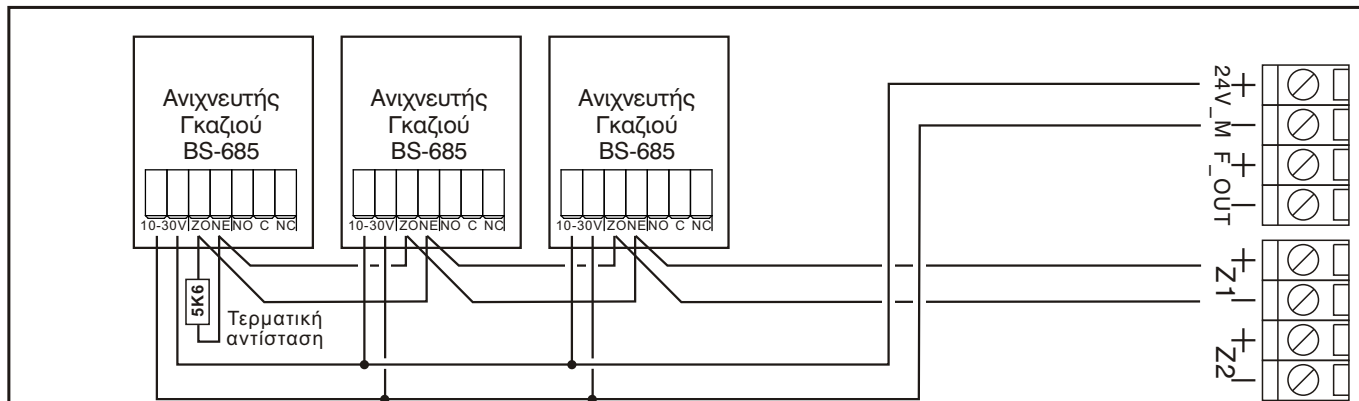 Ανιχνευτής
Γκαζιού
BS-685
10-30V ZONE NO C NC
Ανιχνευτής
Γκαζιού
BS-685
10-30V ZONE NO C NC
Ανιχνευτής
Γκαζιού
BS-685
10-30V ZONE NO C NC
5K6
Τερματική
αντίσταση
24V_M
+
−
F_OUT
+
−
Z1
+
−
Z2
+
−